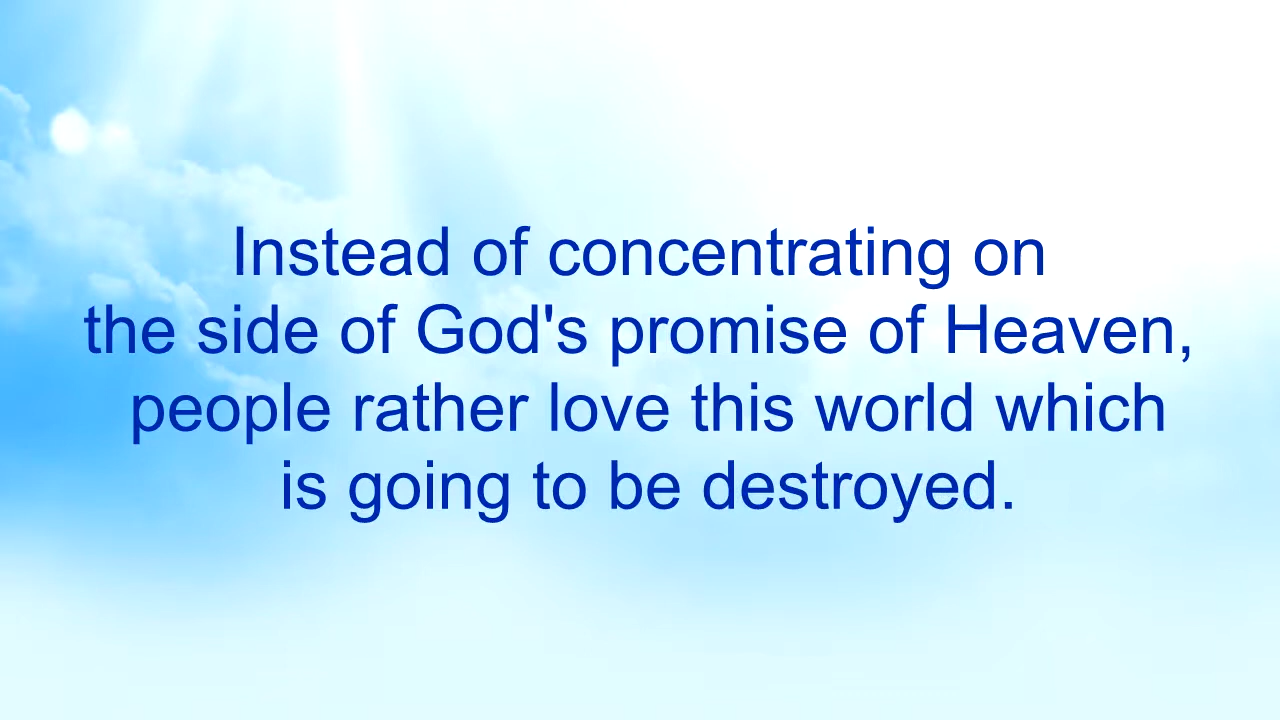 Instead of concentrating on
the side of God's promise of Heaven,
people rather love this world which
is going to be destroyed.